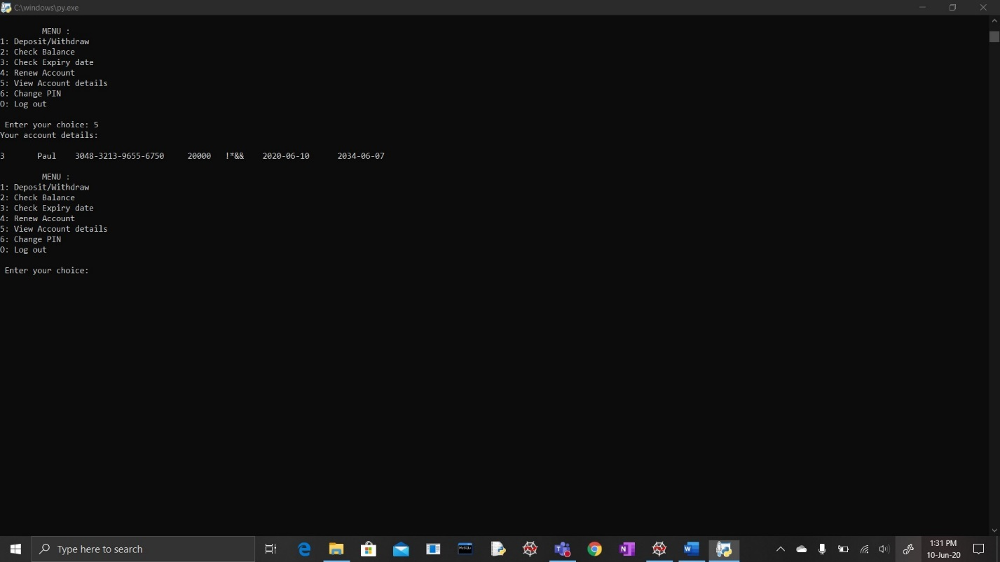 C:\windows\py.exe
MENU :
1: Deposit/Withdraw
2: Check Balance
3: Check Expiry date
4: Renew Account
5: View Account details
6: Change PIN
O: Log out
Enter your choice: 5
Your account details:
3 Paul 3048-3213-9655-6750 20000 !*&& 2020-06-10 2034-06-07
MENU :
1: Deposit/Withdraw
2: Check Balance
3: Check Expiry date
4: Renew Account
5: View Account details
6: Change PIN
O: Log out
Enter your choice:
Type here to search
MySQL
1:31 PM
10-Jun-20